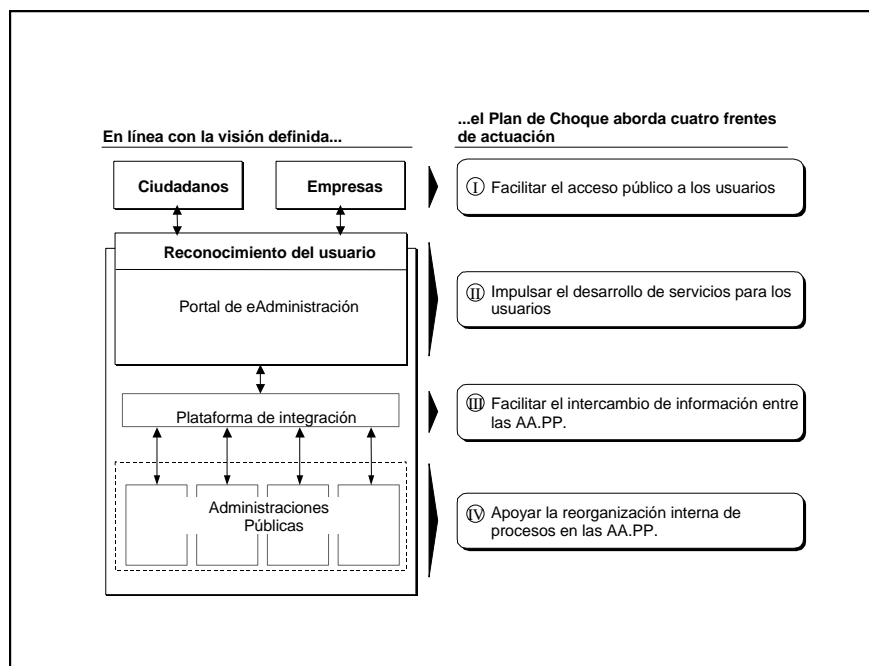 En línea con la visión definida...
Ciudadanos
Empresas
Reconocimiento del usuario
Portal de eAdministración
Plataforma de integración
Administraciones
Públicas
...el Plan de Choque aborda cuatro frentes
de actuación
I Facilitar el acceso público a los usuarios
II Impulsar el desarrollo de servicios para los
usuarios
III Facilitar el intercambio de información entre
las AA.PP.
IV Apoyar la reorganización interna de
procesos en las AA.PP.